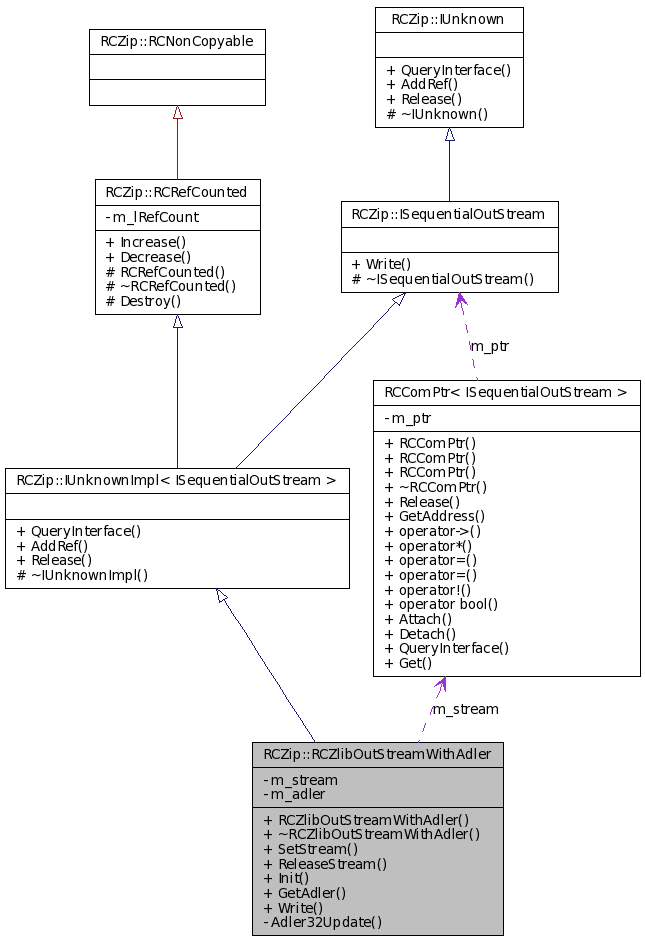 RCZip::RCNonCopyable
RCZip::IUnknown
+ QueryInterface()
+ AddRef()
+ Release()
# ~IUnknown()
RCZip::RCRefCounted
- m_lRefCount
+ Increase()
+ Decrease()
# RCRefCounted()
# ~RCRefCounted()
# Destroy()
RCZip::ISequentialOutStream
+ Write()
# ~ISequentialOutStream()
m_ptr
RCComPtr< ISequentialOutStream >
- m_ptr
+ RCComPtr()
+ RCComPtr()
+ RCComPtr()
+ ~RCComPtr()
+ Release()
+ GetAddress()
+ operator->()
+ operator*()
+ operator=()
+ operator=()
+ operator!()
+ operator bool()
+ Attach()
+ Detach()
+ QueryInterface()
+ Get()
RCZip::IUnknownImpl< ISequentialOutStream >
+ QueryInterface()
+ AddRef()
+ Release()
# ~IUnknownImpl()
m_stream
RCZip::RCZlibOutStreamWithAdler
- m_stream
- m_adler
+ RCZlibOutStreamWithAdler()
+ ~RCZlibOutStreamWithAdler()
+ SetStream()
+ ReleaseStream()
+ Init()
+ GetAdler()
+ Write()
- Adler32Update()